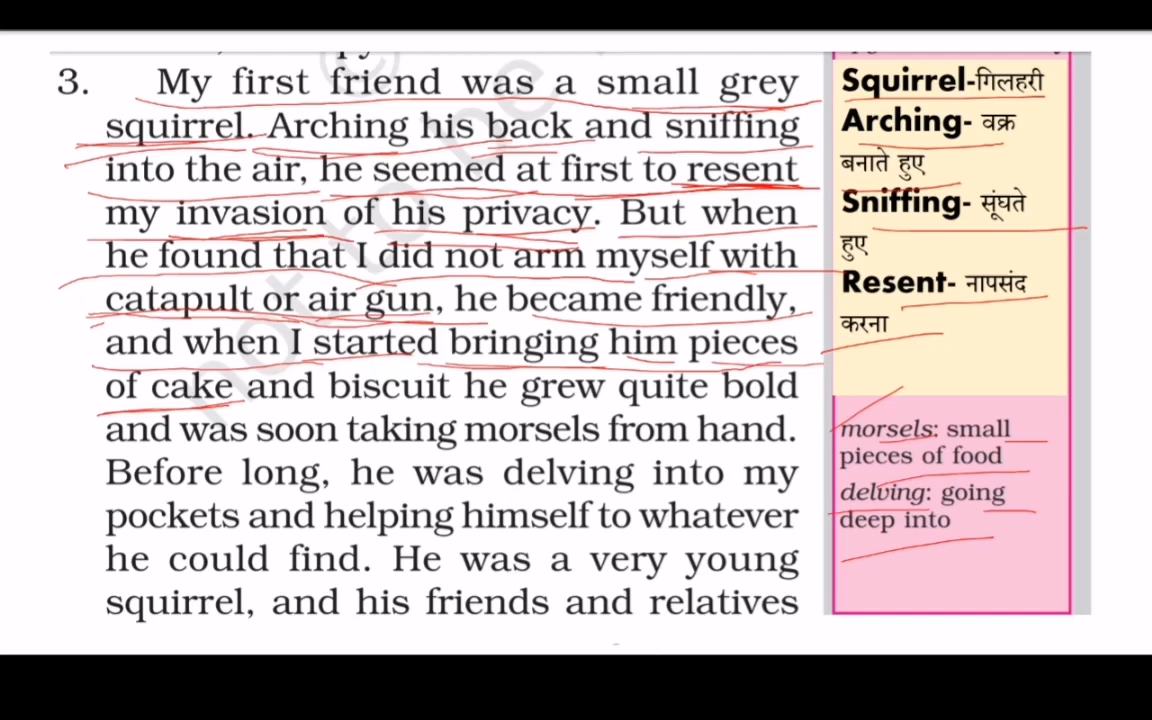 3. My first friend was a small grey
squirrel. Arching his back and sniffing
into the air, he seemed at first to resent
my invasion of his privacy. But when
he found that I did not arm myself with
catapult or air gun, he became friendly,
and when I started bringing him pieces
of cake and biscuit he grew quite bold
and was soon taking morsels from hand.
Before long, he was delving into my
pockets and helping himself to whatever
he could find. He was a very young
squirrel, and his friends and relatives
Squirrel-गिलहरी
Arching- वक्र
बनाते हुए
Sniffing- सूंघते
हुए
Resent- नापसंद
करना
morsels: small
pieces of food
delving: going
deep into
not to be
©